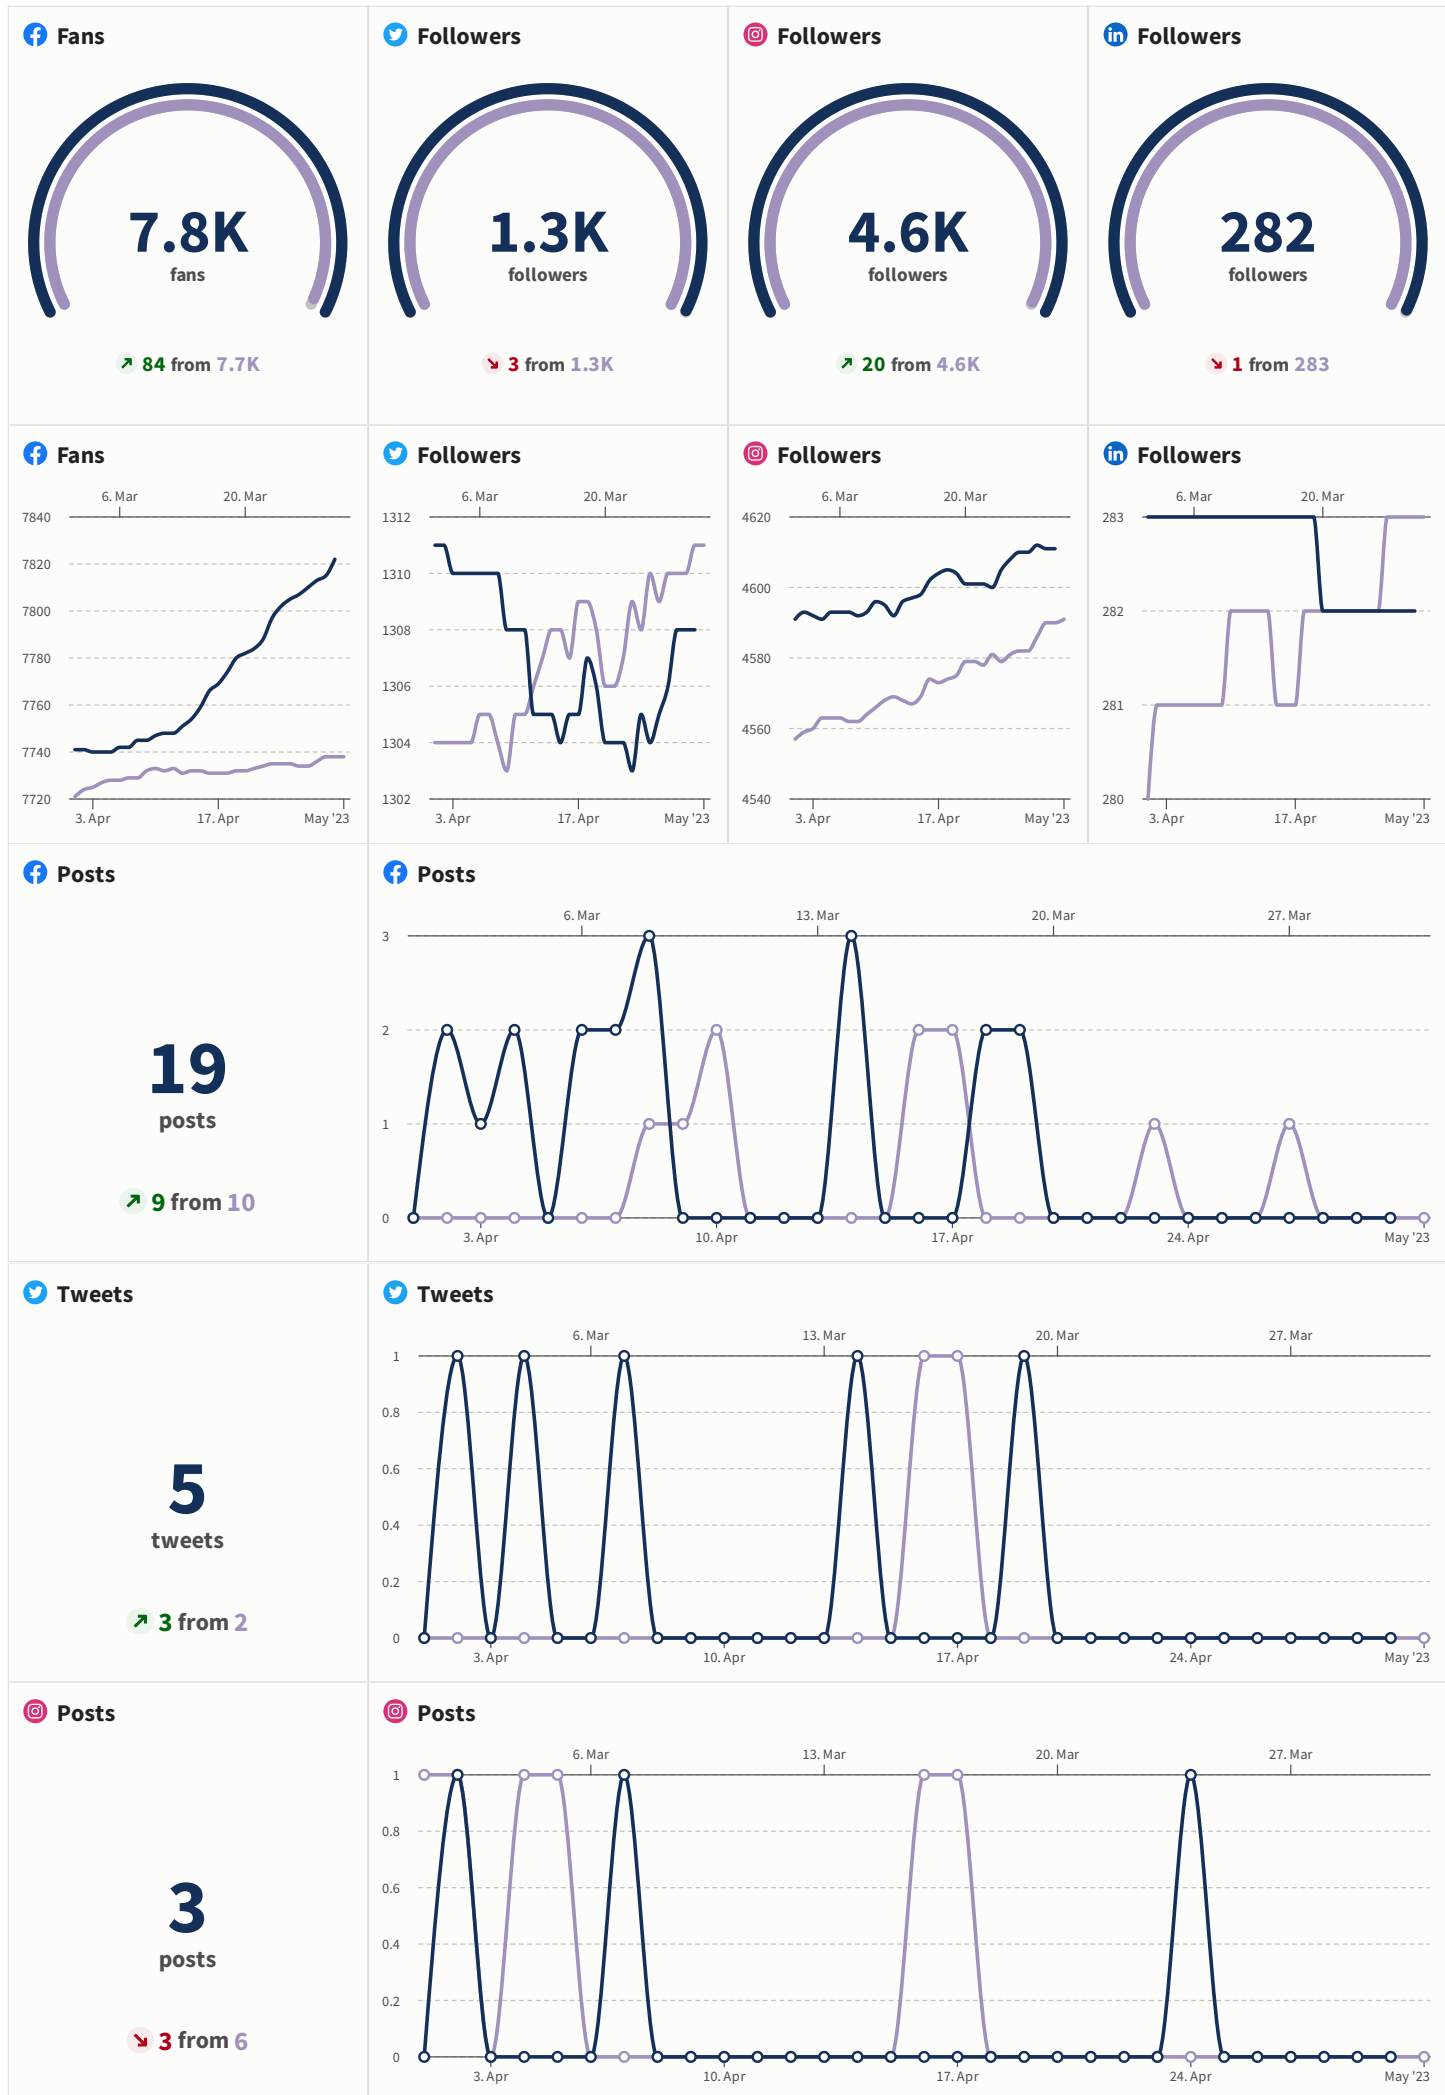 Fans
7.8K
fans
84 from 7.7K
Followers
1.3K
followers
3 from 1.3K
Followers
4.6K
followers
20 from 4.6K
in Followers
282
followers
1 from 283
Fans
6. Mar 20. Mar
7840
7820
7800
7780
7760
7740
7720
3. Apr 17. Apr May '23
Followers
6. Mar 20. Mar
1312
1310
1308
1306
1304
1302
3. Apr 17. Apr May '23
Followers
6. Mar 20. Mar
4620
4600
4580
4560
4540
3. Apr 17. Apr May '23
in Followers
6. Mar 20. Mar
283
282
281
280
3. Apr 17. Apr May '23
Posts
19
posts
9 from 10
Posts
6. Mar 13. Mar 20. Mar 27. Mar
3
2
1
0
3. Apr 10. Apr 17. Apr 24. Apr May '23
Tweets
5
tweets
3 from 2
Tweets
6. Mar 13. Mar 20. Mar 27. Mar
1
0.8
0.6
0.4
0.2
0
3. Apr 10. Apr 17. Apr 24. Apr May '23
Posts
3
posts
3 from 6
Posts
6. Mar 13. Mar 20. Mar 27. Mar
1
0.8
0.6
0.4
0.2
0
3. Apr 10. Apr 17. Apr 24. Apr May '23